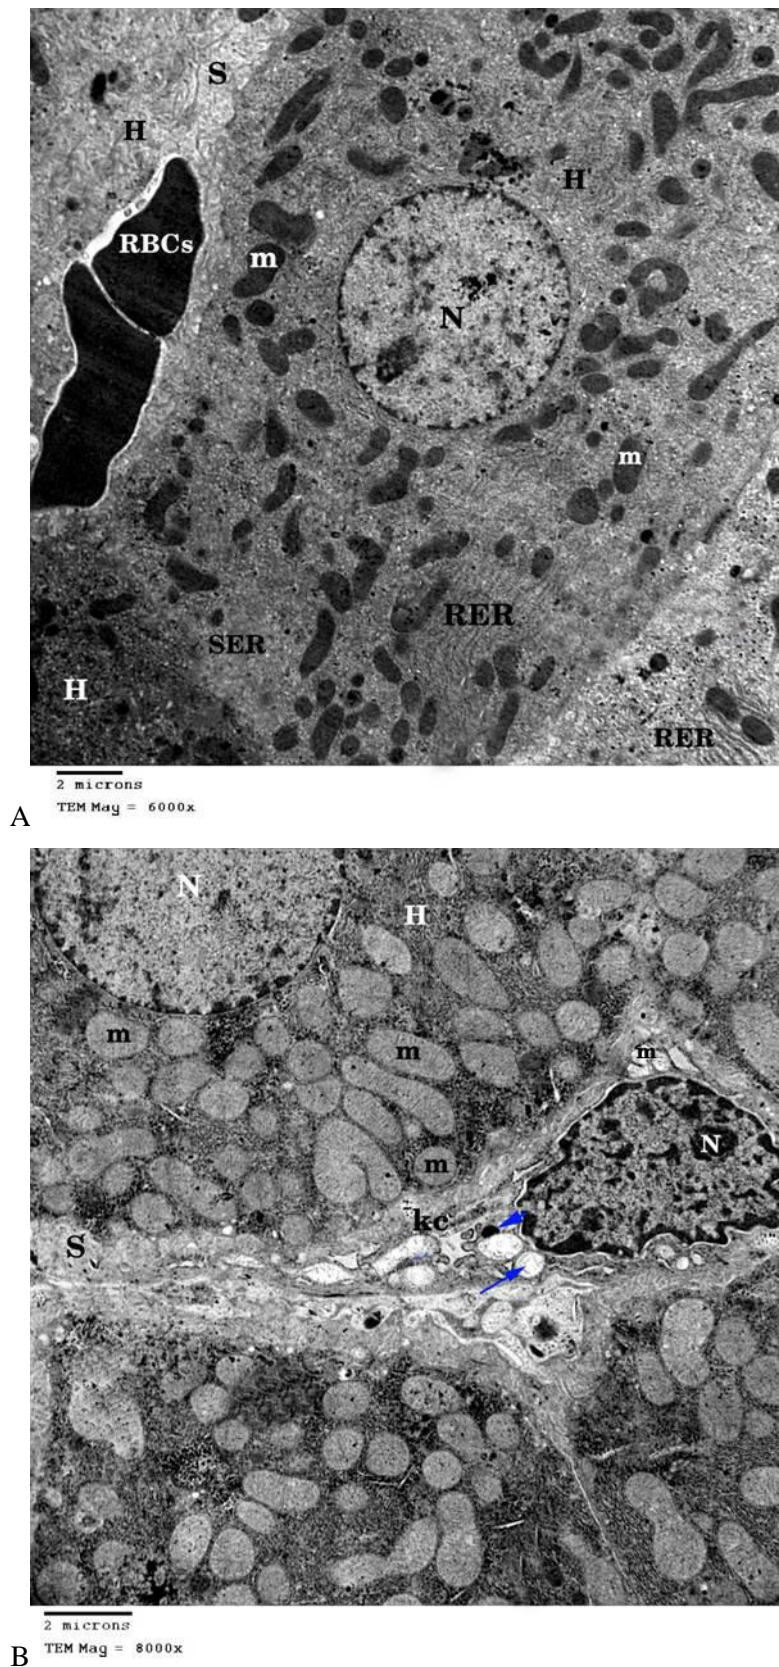 S
H
H
RBCs
m
N
m
RER
SER
H
RER
2 microns
TEM Mag = 6000x
A
N
H
m
m
m
N
m
kc
S
2 microns
TEM Mag = 8000x
B